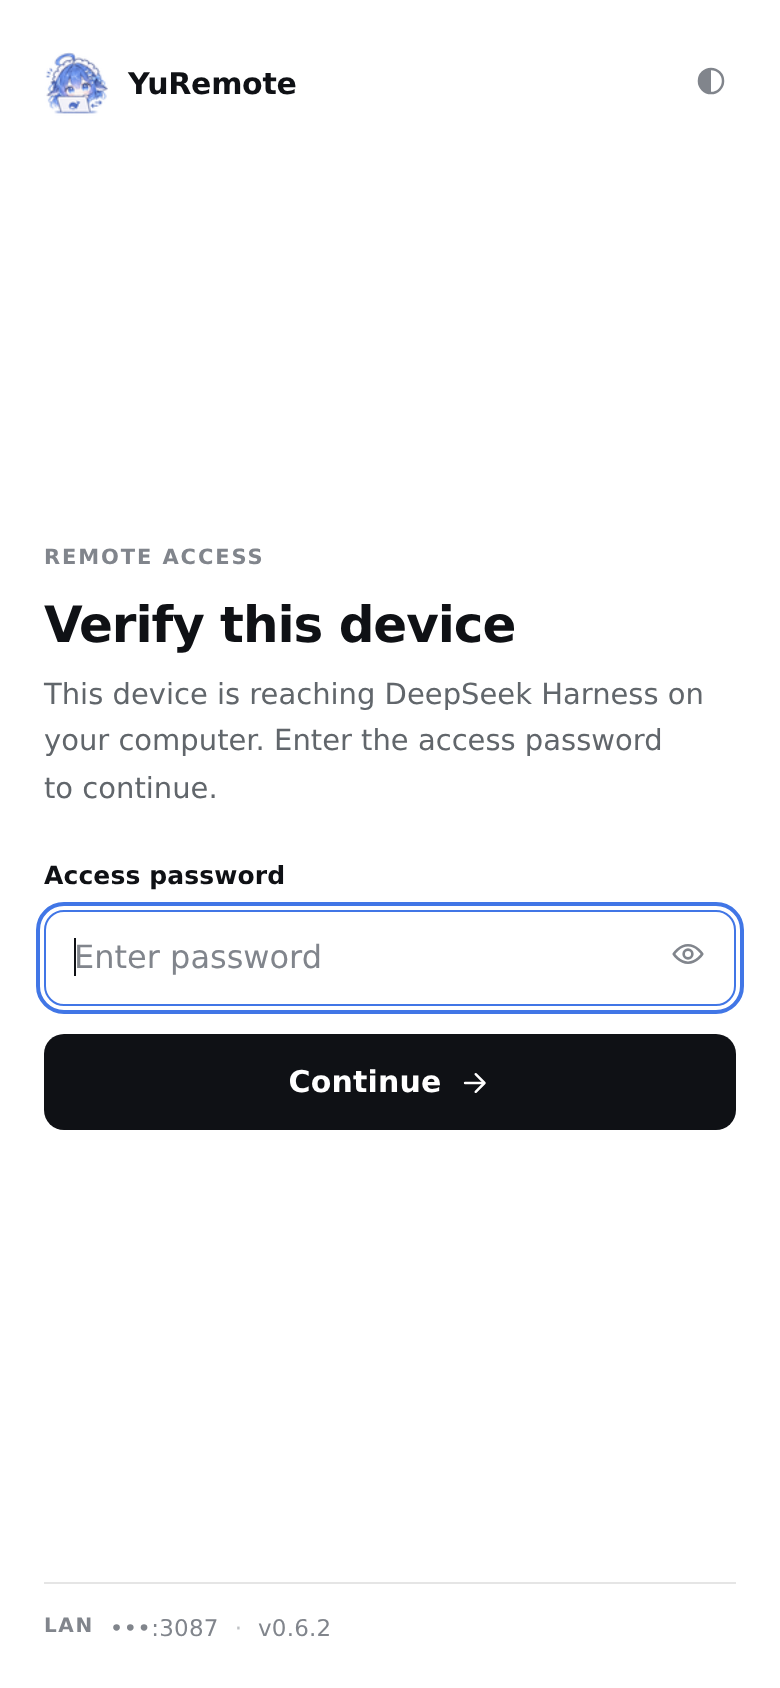 YuRemote
REMOTE ACCESS
Verify this device
This device is reaching DeepSeek Harness on
your computer. Enter the access password
to continue.
Access password
Enter password
Continue →
LAN •••:3087 · v0.6.2